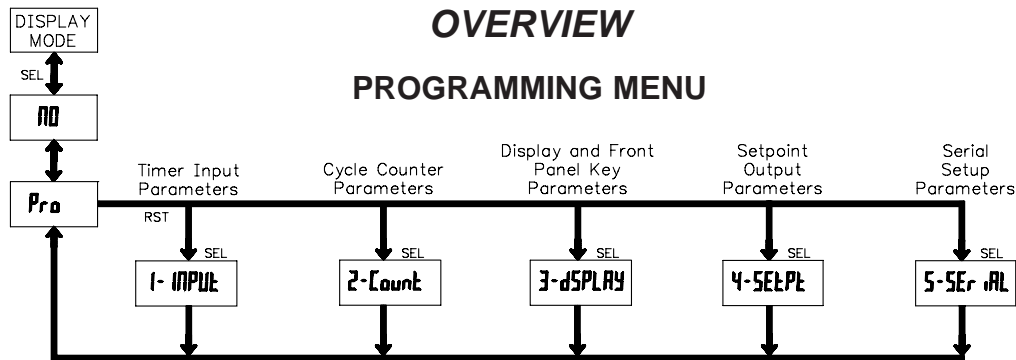 OVERVIEW
PROGRAMMING MENU
DISPLAY
MODE
SEL
NO
Pro
RST
Timer Input
Parameters
SEL
1-INPUt
Cycle Counter
Parameters
SEL
2-Count
Display and Front
Panel Key
Parameters
SEL
3-dSPLAY
Setpoint
Output
Parameters
SEL
4-SEtPt
Serial
Setup
Parameters
SEL
5-SEriAL